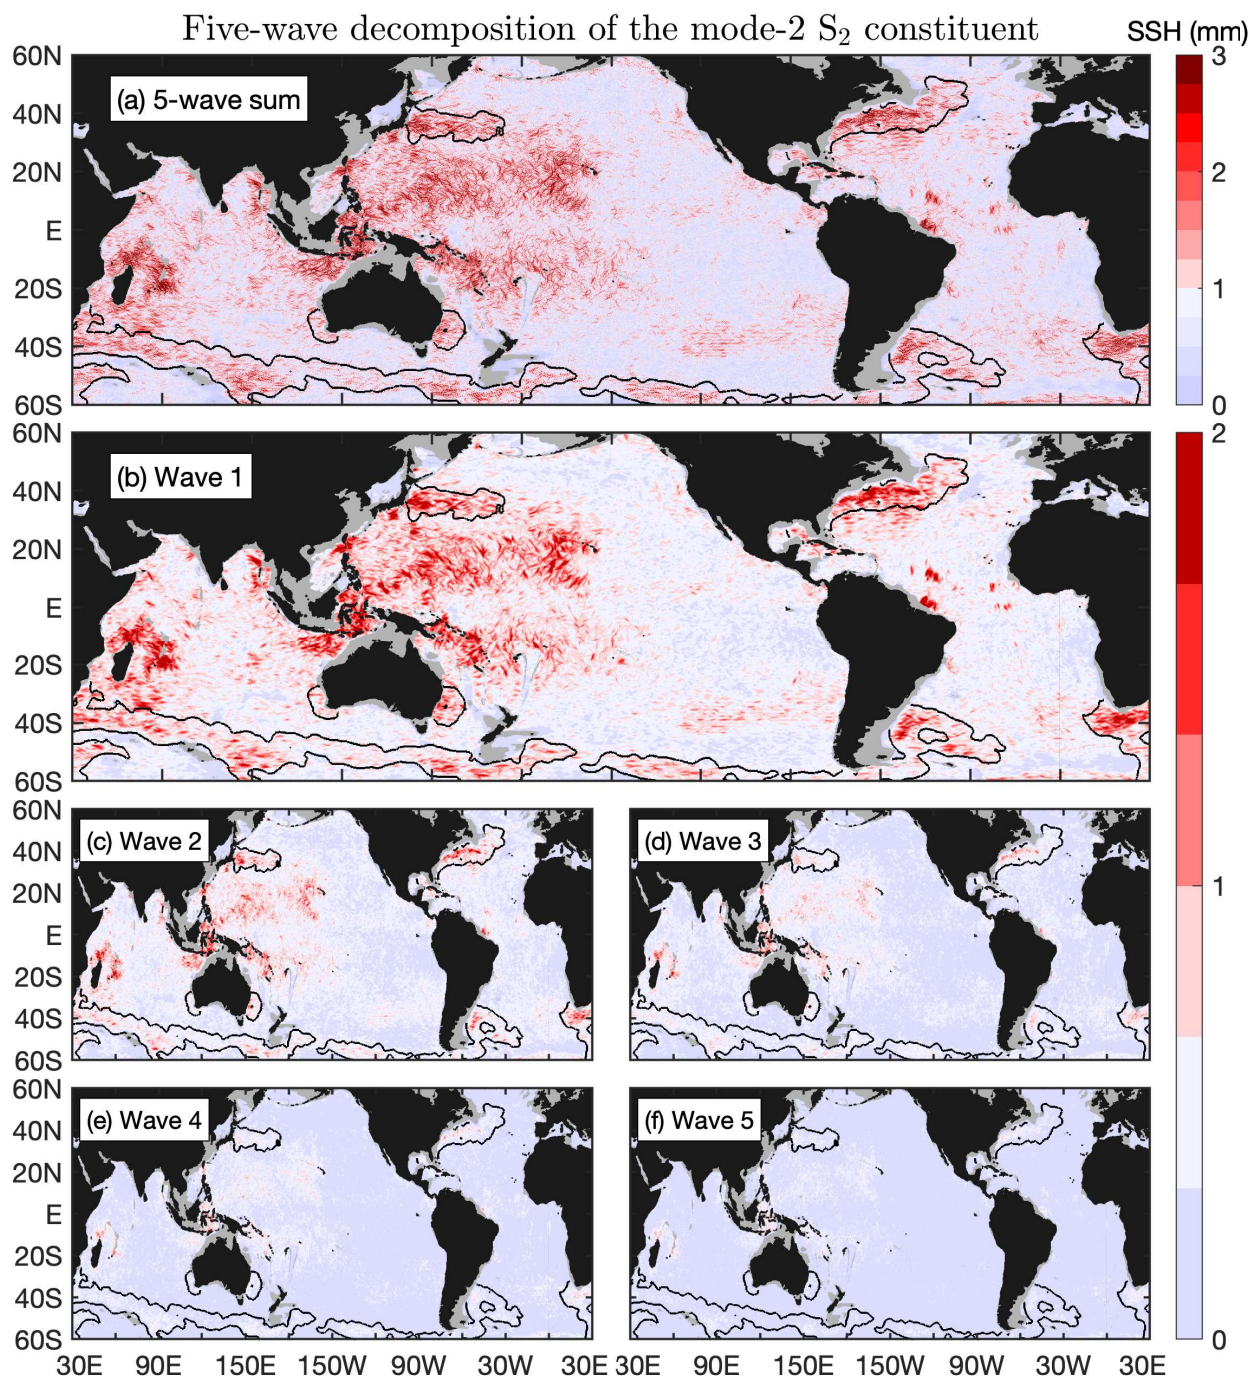 Five-wave decomposition of the mode-2 S₂ constituent
SSH (mm)
60N
40N
20N
E
20S
40S
60S
(a) 5-wave sum
3
2
1
0
60N
40N
20N
E
20S
40S
60S
(b) Wave 1
2
1
0
60N
40N
20N
E
20S
40S
60S
(c) Wave 2
(d) Wave 3
60N
40N
20N
E
20S
40S
60S
(e) Wave 4
(f) Wave 5
30E 90E 150E 150W 90W 30W 30E 30E 90E 150E 150W 90W 30W 30E